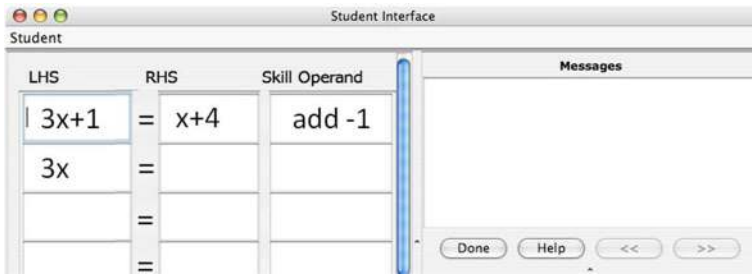 Student Interface
Student
LHS RHS Skill Operand
3x+1 = x+4 add -1
3x =
=
=
Messages
Done Help << >>